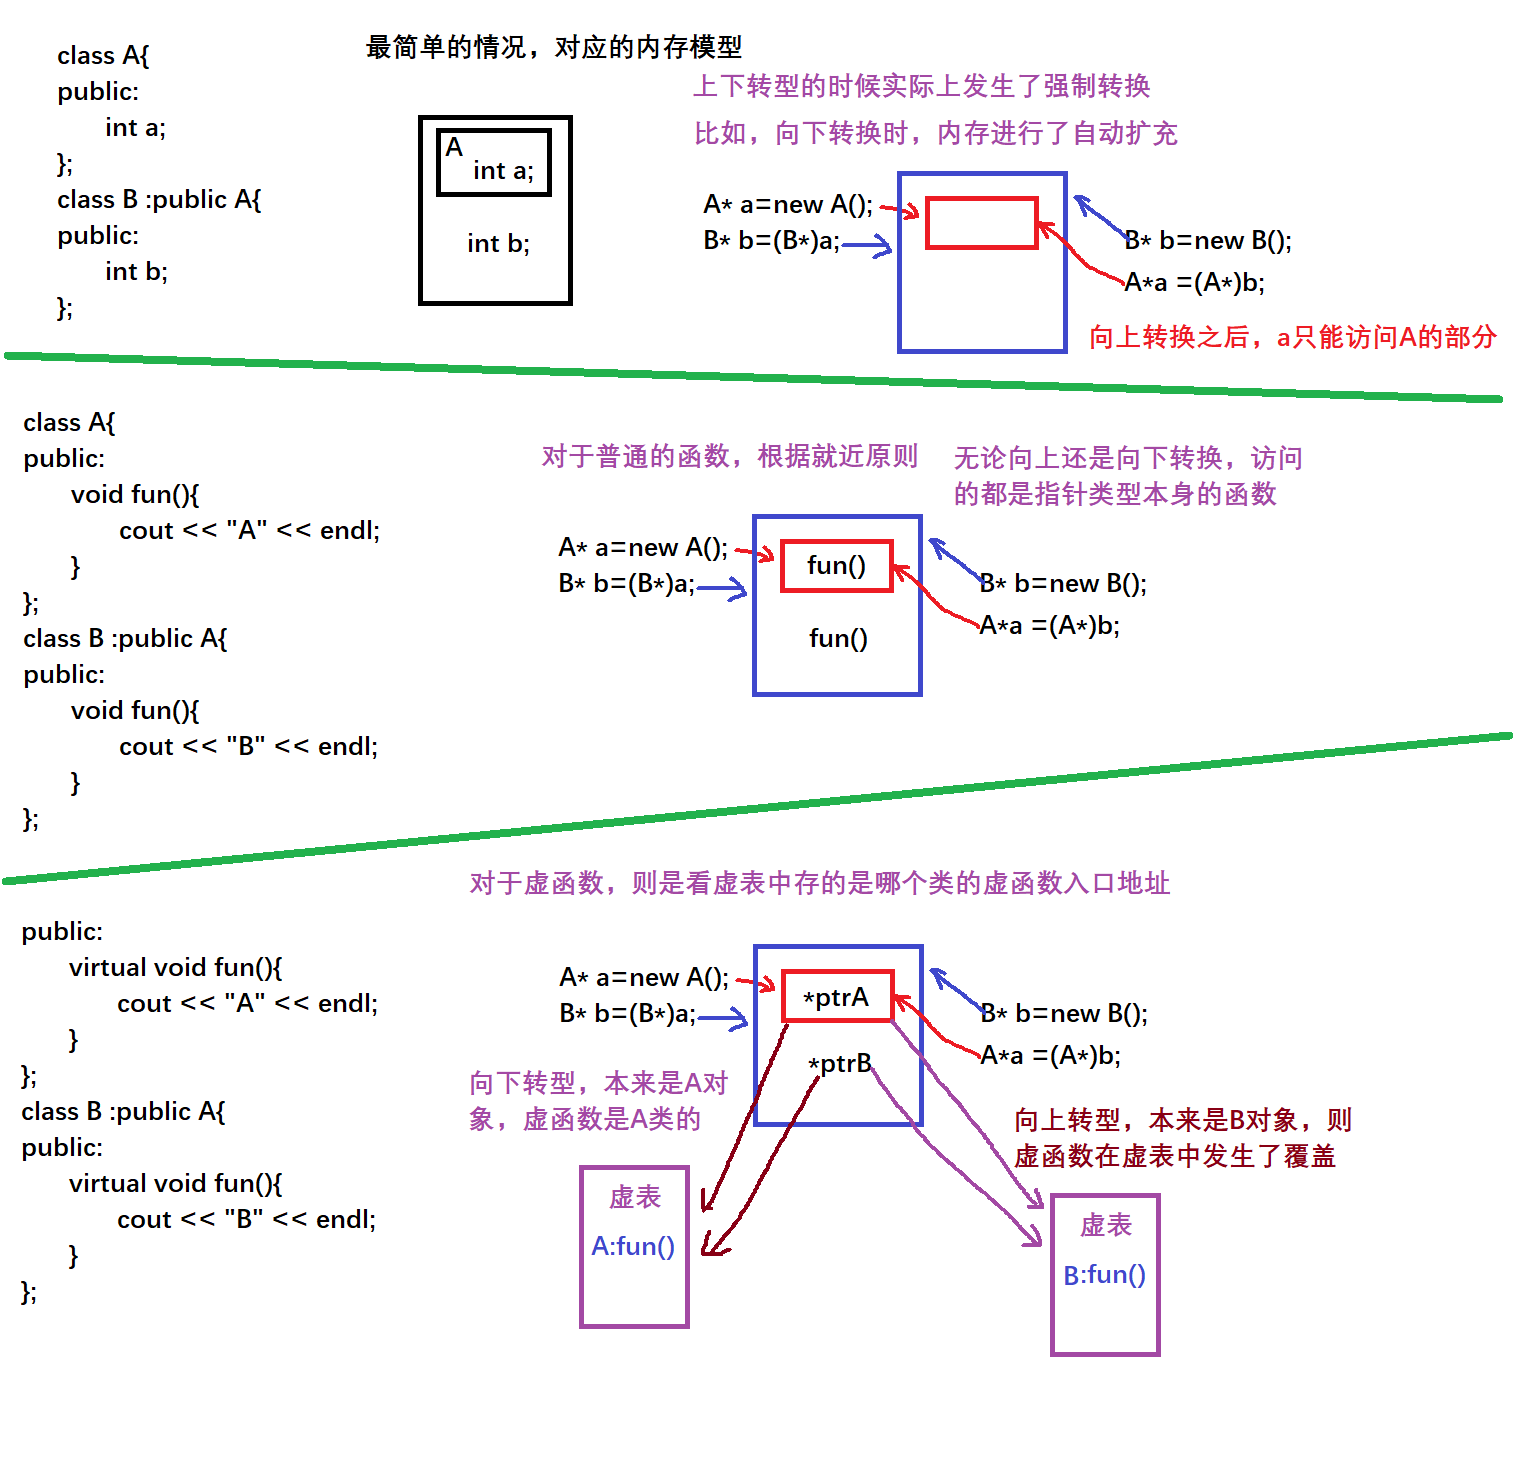 class A{
public:
int a;
};
class B :public A{
public:
int b;
};
最简单的情况，对应的内存模型
A
int a;
int b;
上下转型的时候实际上发生了强制转换
比如，向下转换时，内存进行了自动扩充
A* a=new A();
B* b=(B*)a;
B* b=new B();
A*a =(A*)b;
向上转换之后，a只能访问A的部分
class A{
public:
void fun(){
cout << "A" << endl;
}
};
class B :public A{
public:
void fun(){
cout << "B" << endl;
}
};
对于普通的函数，根据就近原则
无论向上还是向下转换，访问
的都是指针类型本身的函数
A* a=new A();
B* b=(B*)a;
fun()
fun()
B* b=new B();
A*a =(A*)b;
对于虚函数，则是看虚表中存的是哪个类的虚函数入口地址
public:
virtual void fun(){
cout << "A" << endl;
}
};
class B :public A{
public:
virtual void fun(){
cout << "B" << endl;
}
};
A* a=new A();
B* b=(B*)a;
*ptrA
*ptrB
B* b=new B();
A*a =(A*)b;
向下转型，本来是A对
象，虚函数是A类的
向上转型，本来是B对象，则
虚函数在虚表中发生了覆盖
虚表
A:fun()
虚表
B:fun()